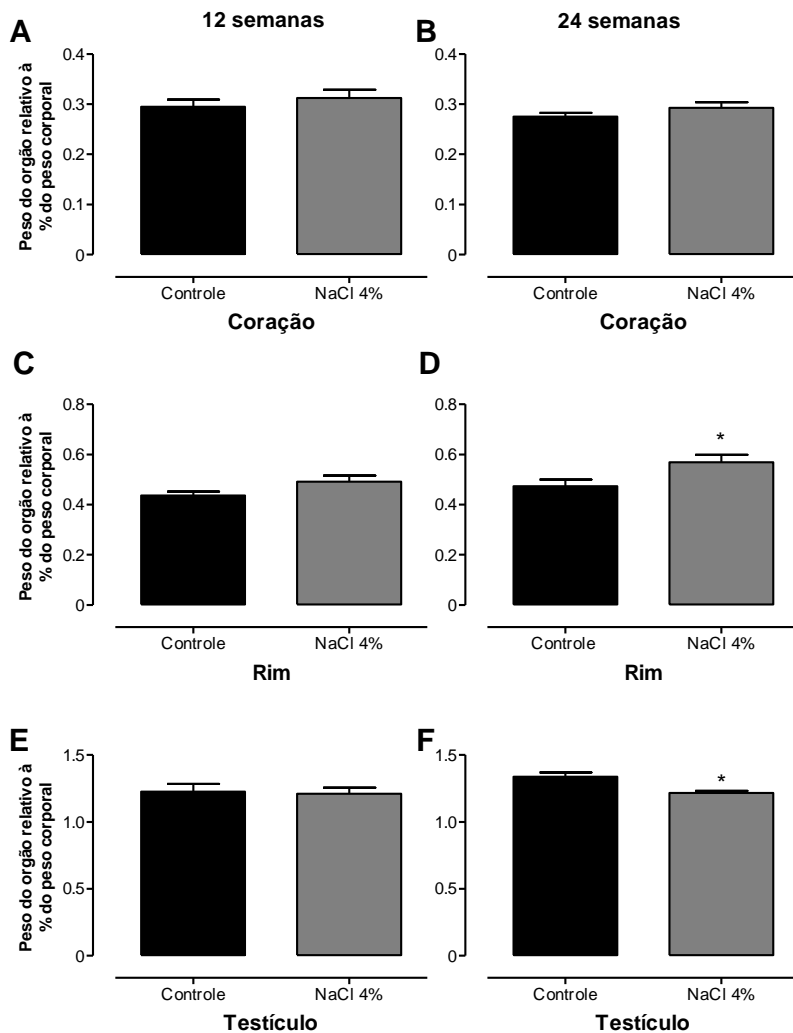 12 semanas
24 semanas
A
B
Peso do orgão relativo à
% do peso corporal
0.4
0.3
0.2
0.1
0
Controle
NaCl 4%
Coração
0.4
0.3
0.2
0.1
0
Controle
NaCl 4%
Coração
C
D
Peso do orgão relativo à
% do peso corporal
0.8
0.6
0.4
0.2
0
Controle
NaCl 4%
Rim
0.8
0.6
0.4
0.2
0
*
Controle
NaCl 4%
Rim
E
F
Peso do orgão relativo à
% do peso corporal
1.5
1.0
0.5
0
Controle
NaCl 4%
Testículo
1.5
1.0
0.5
0
*
Controle
NaCl 4%
Testículo